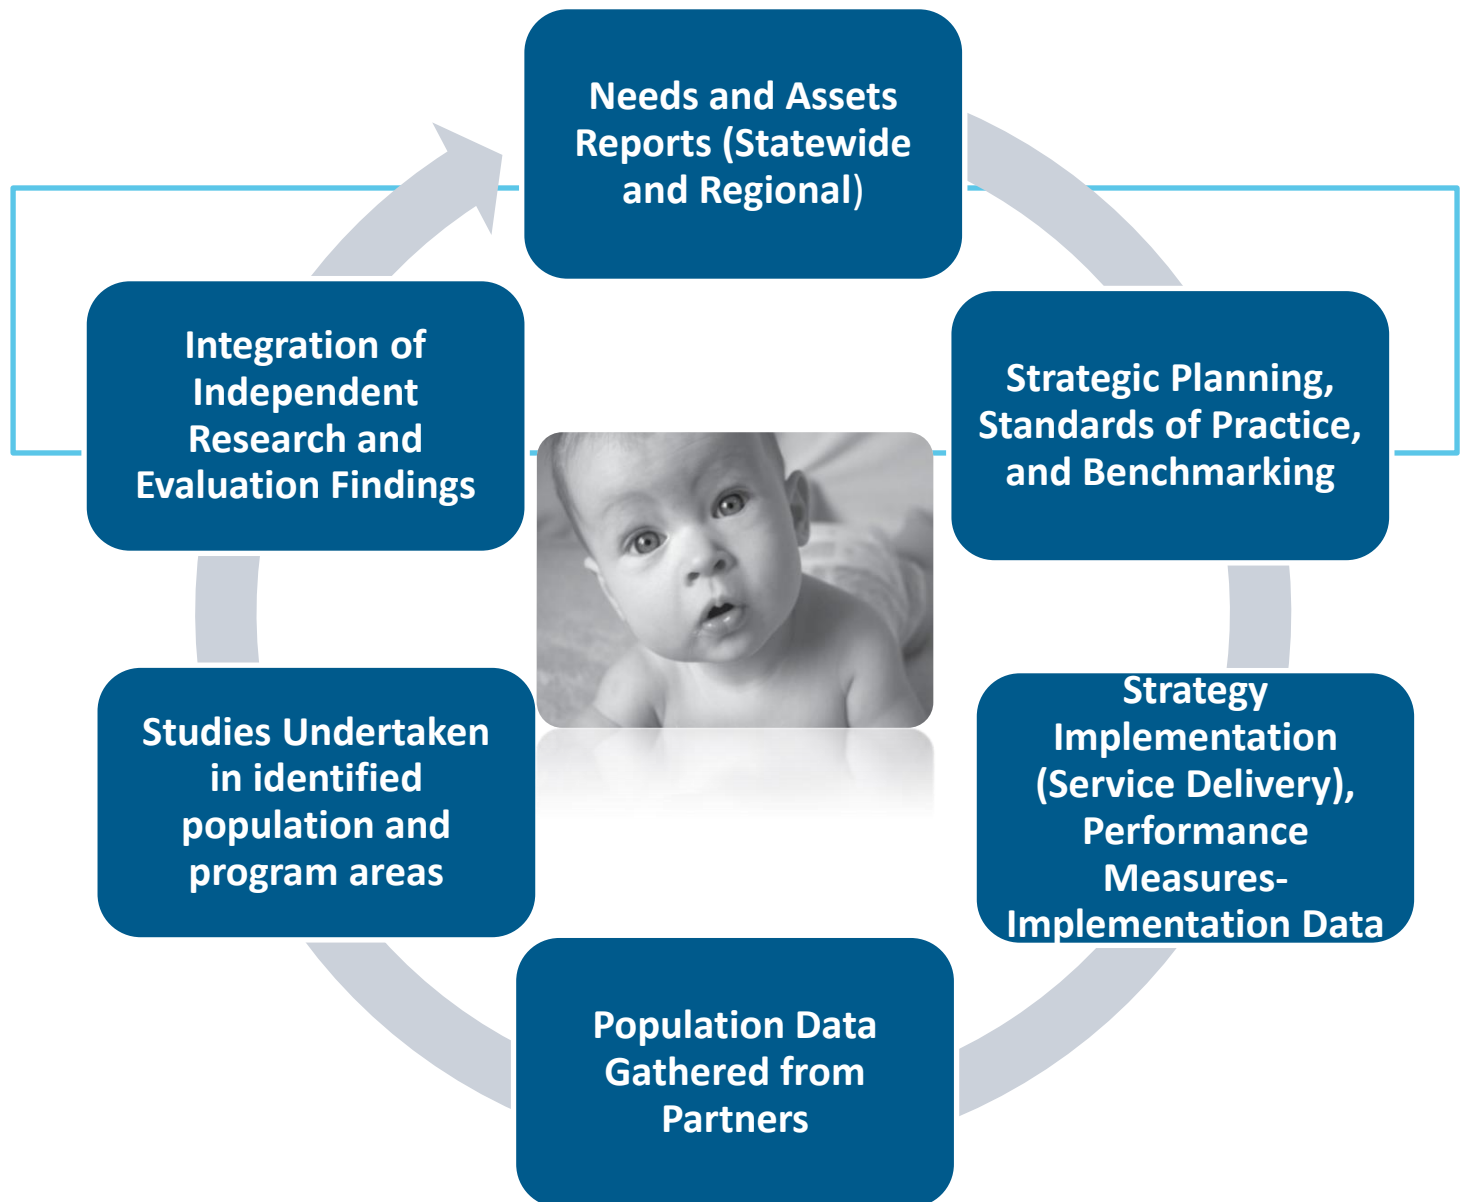 Needs and Assets
Reports (Statewide
and Regional)
Strategic Planning,
Standards of Practice,
and Benchmarking
Strategy
Implementation
(Service Delivery),
Performance
Measures-
Implementation Data
Population Data
Gathered from
Partners
Studies Undertaken
in identified
population and
program areas
Integration of
Independent
Research and
Evaluation Findings